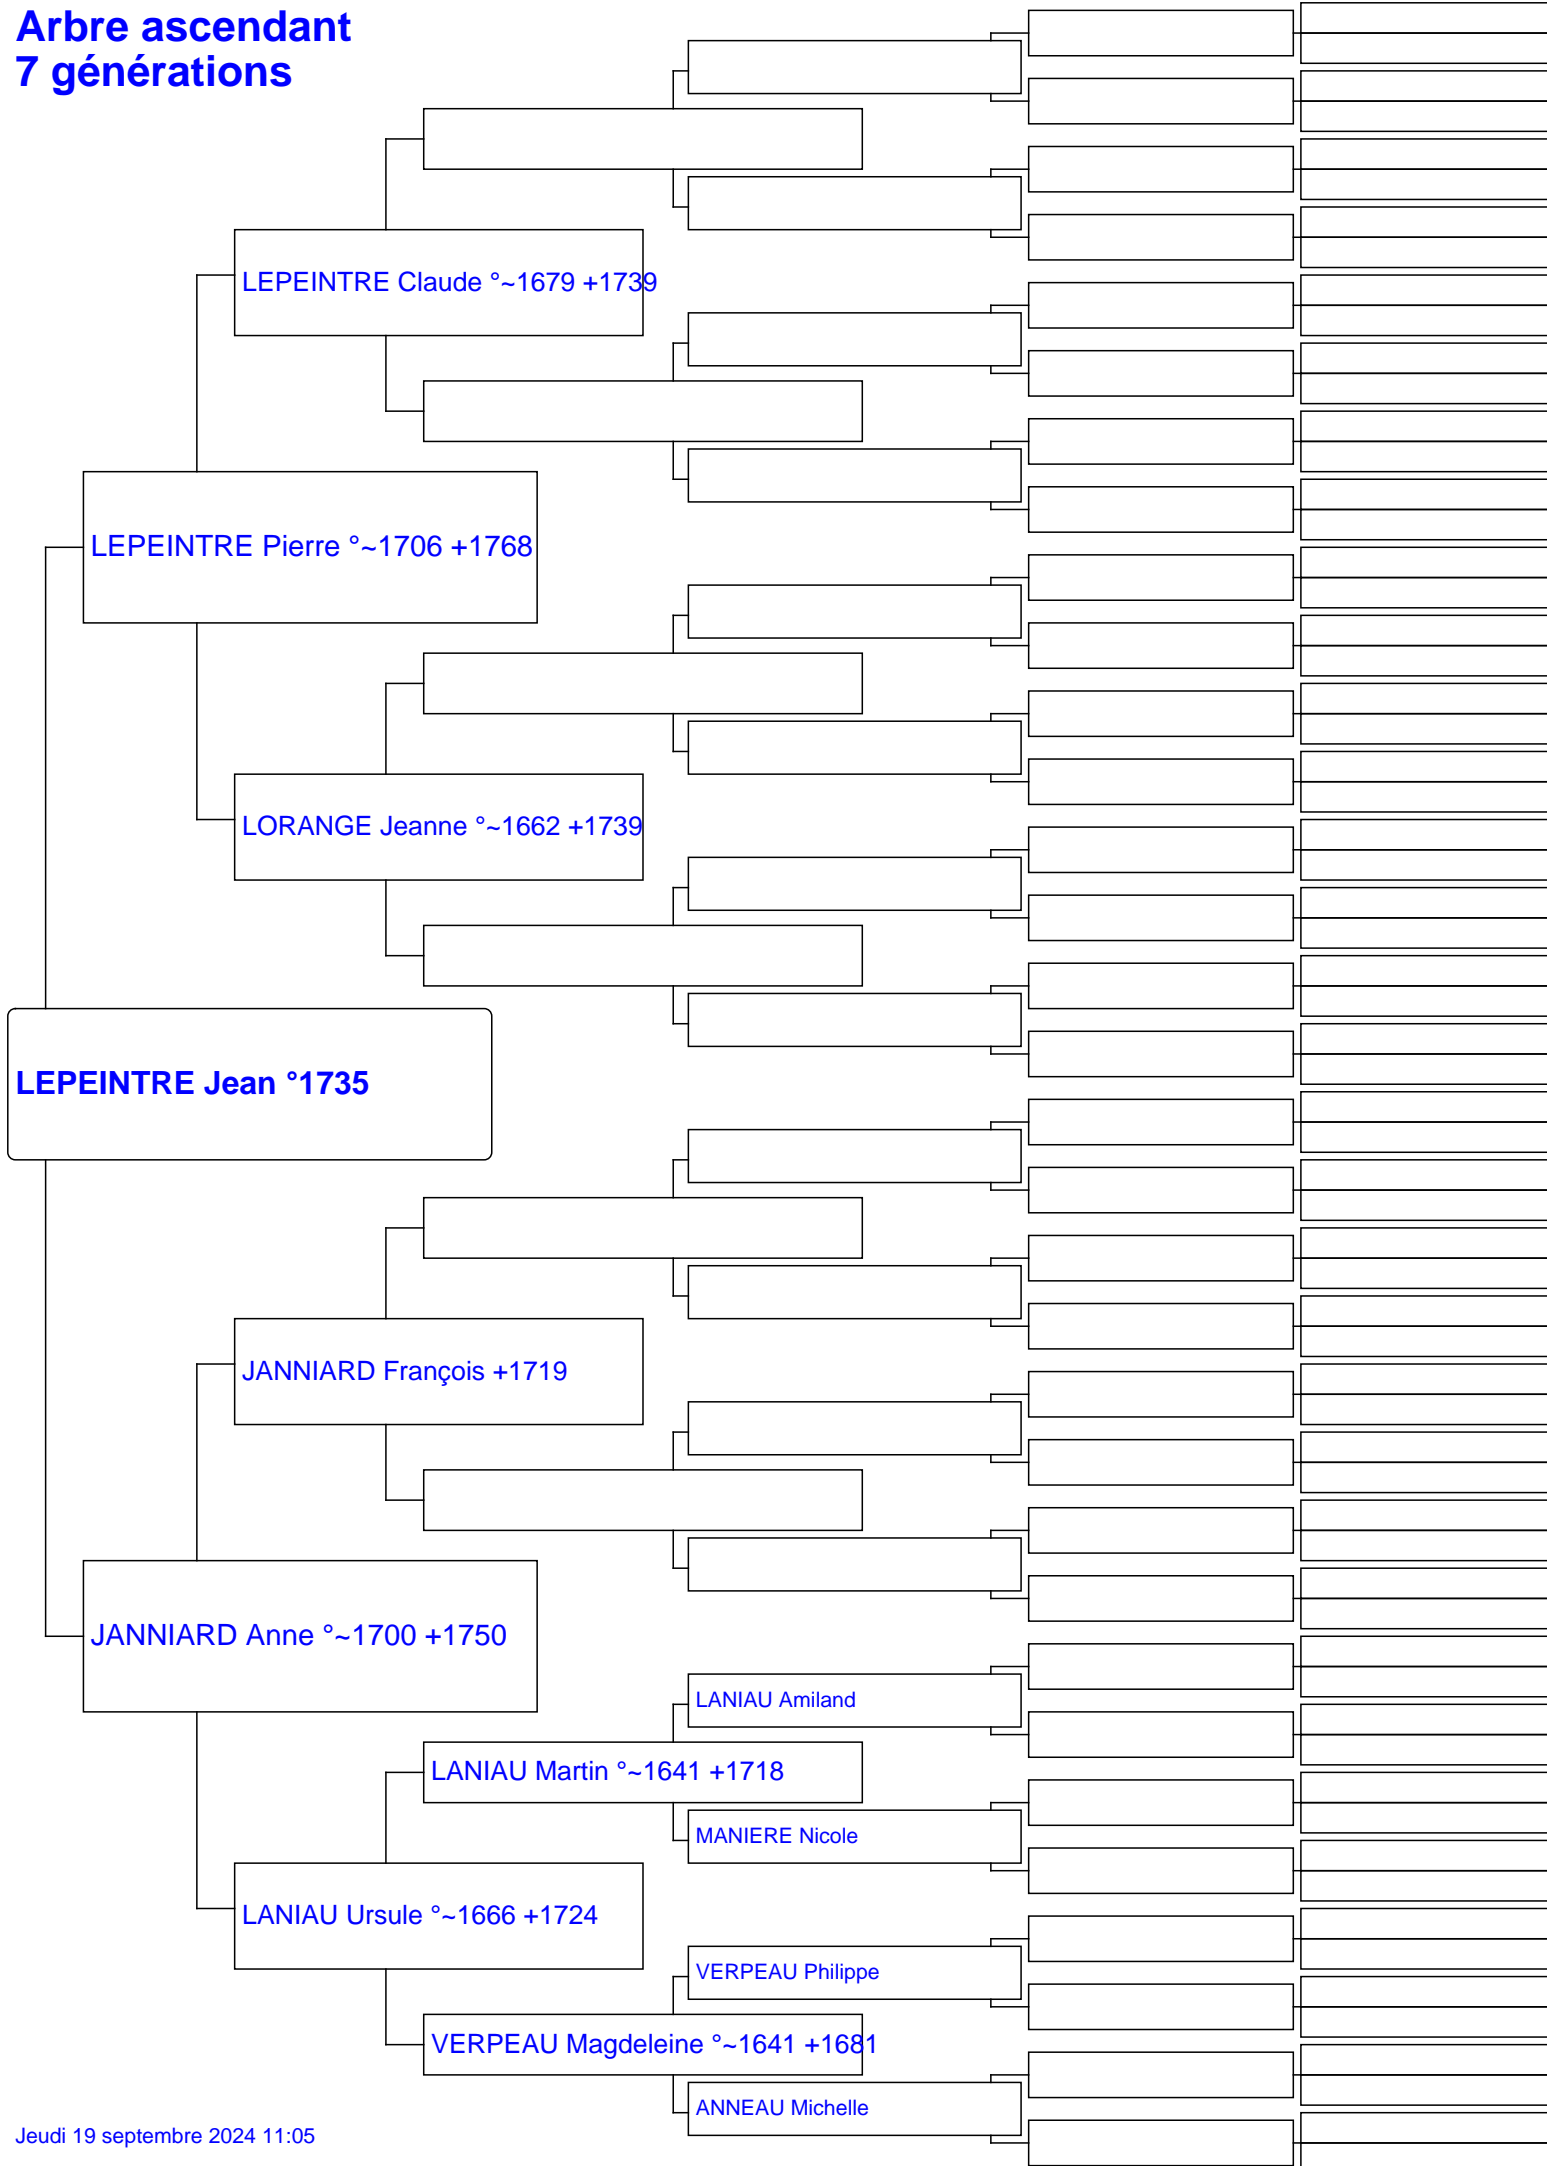 Arbre ascendant
7 générations
LEPEINTRE Claude °~1679 +1739
LEPEINTRE Pierre °~1706 +1768
LORANGE Jeanne °~1662 +1739
LEPEINTRE Jean °1735
JANNIARD François +1719
JANNIARD Anne °~1700 +1750
LANIAU Amiland
LANIAU Martin °~1641 +1718
MANIERE Nicole
LANIAU Ursule °~1666 +1724
VERPEAU Philippe
VERPEAU Magdeleine °~1641 +1681
ANNEAU Michelle
Jeudi 19 septembre 2024 11:05